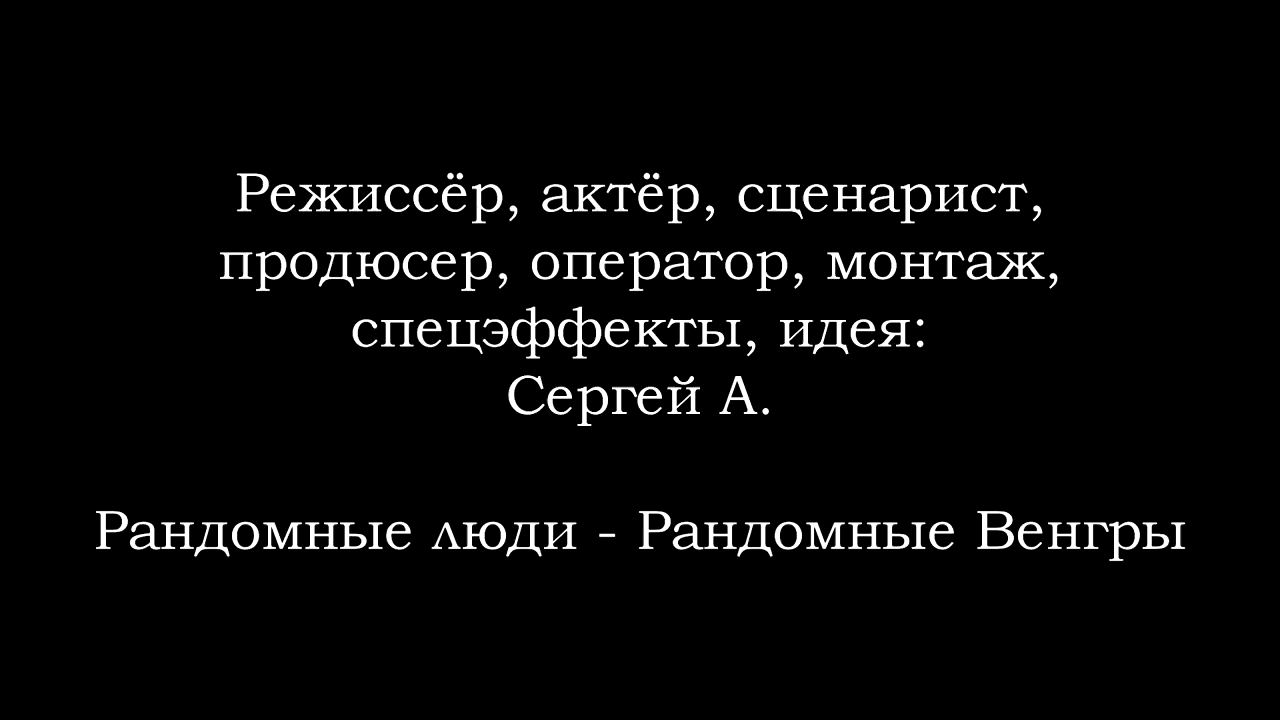 Режиссёр, актёр, сценарист,
продюсер, оператор, монтаж,
спецэффекты, идея:
Сергей А.
Рандомные люди - Рандомные Венгры